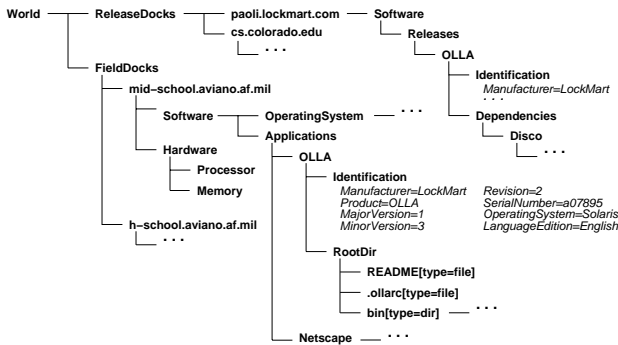 World ReleaseDocks paoli.lockmart.com Software
cs.colorado.edu Releases
. . . OLLA
FieldDocks Identification
Manufacturer=LockMart
mid-school.aviano.af.mil . . .
Software OperatingSystem . . . Dependencies
Applications Disco
Hardware OLLA . . .
Processor Identification
Memory Manufacturer=LockMart Revision=2
Product=OLLA SerialNumber=a07895
MajorVersion=1 OperatingSystem=Solaris
h-school.aviano.af.mil MinorVersion=3 LanguageEdition=English
. . .
RootDir
README[type=file]
.ollarc[type=file]
bin[type=dir] . . .
Netscape . . .